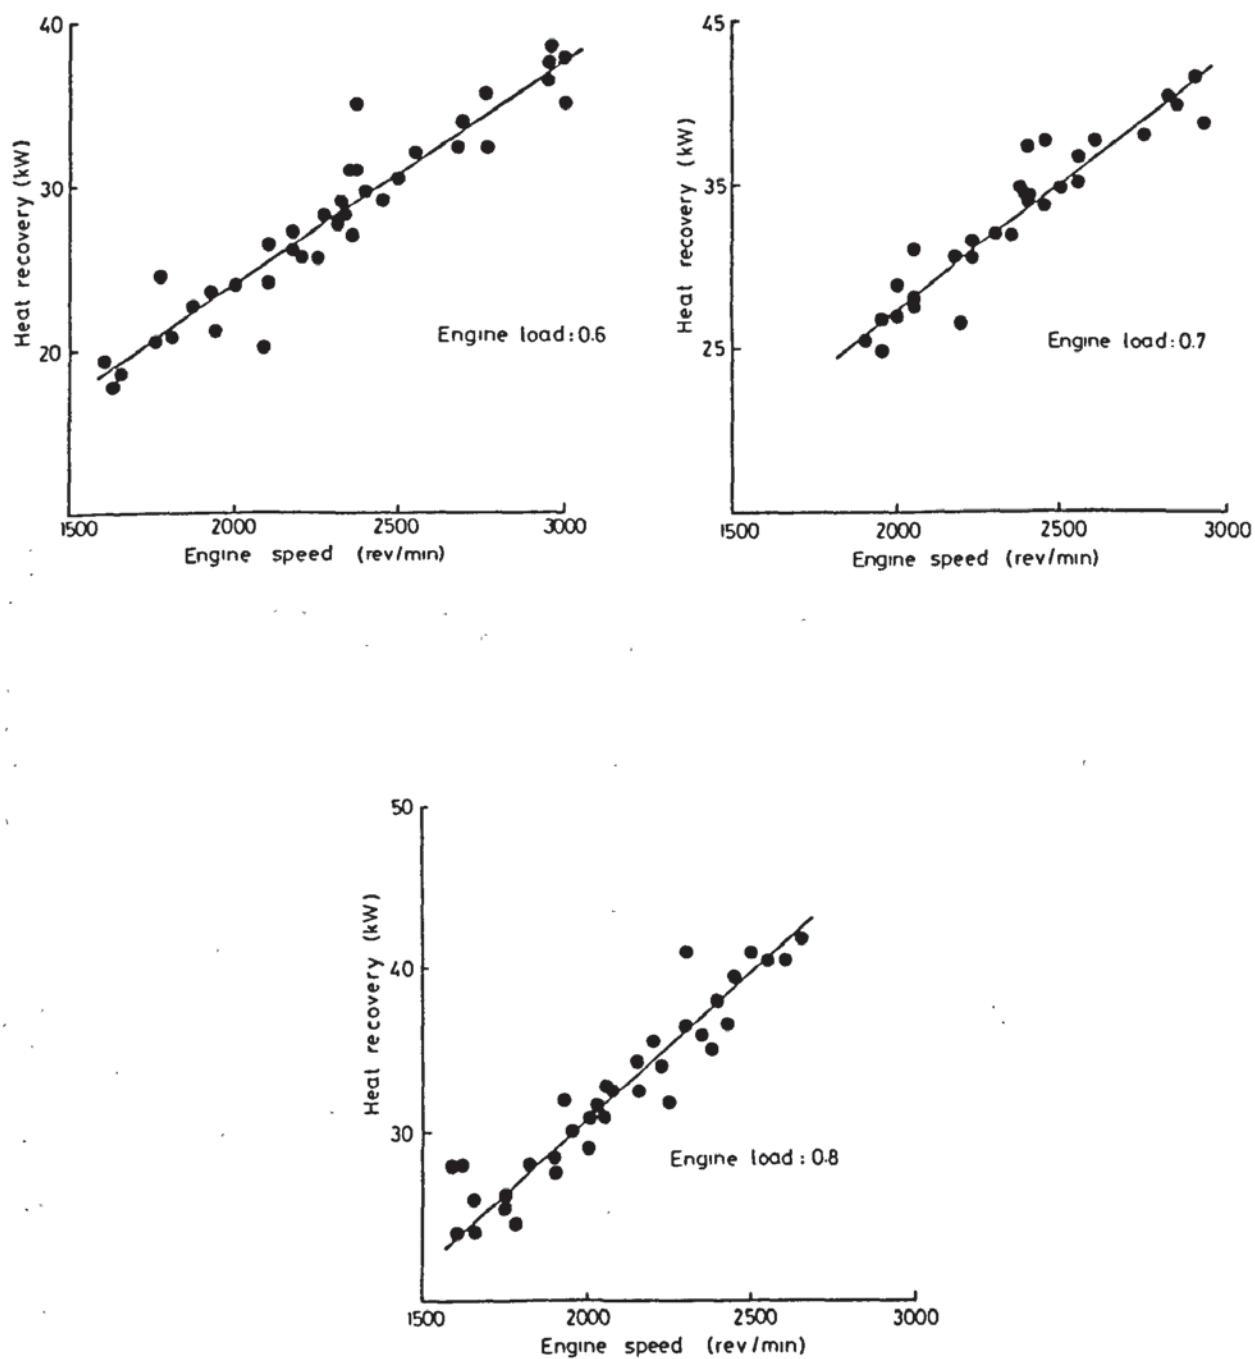 40
30
20
1500
2000
2500
3000
Heat recovery (kW)
Engine speed (rev/min)
Engine load: 0.6
45
35
25
1500
2000
2500
3000
Heat recovery (kW)
Engine speed (rev/min)
Engine load: 0.7
50
40
30
1500
2000
2500
3000
Heat recovery (kW)
Engine speed (rev/min)
Engine load: 0.8